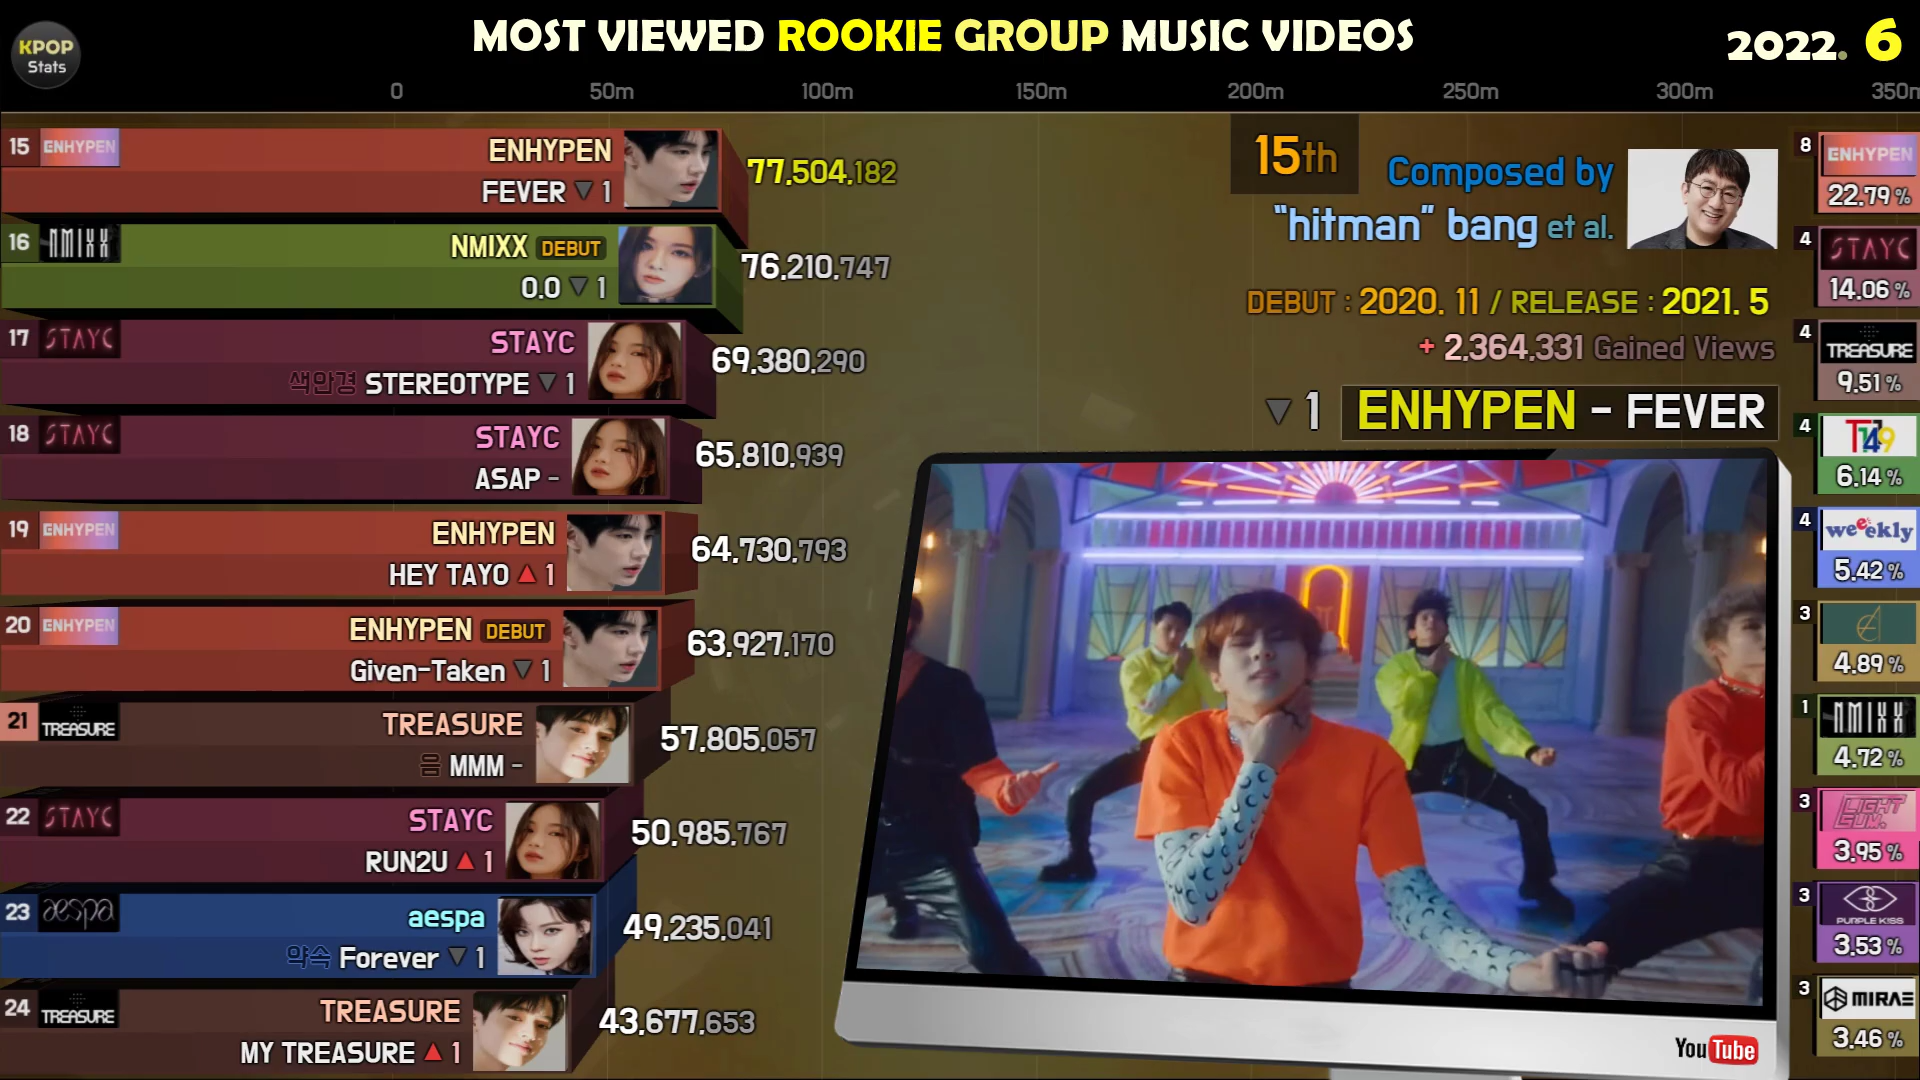 KPOP
Stats
MOST VIEWED ROOKIE GROUP MUSIC VIDEOS
2022. 6
0 50m 100m 150m 200m 250m 300m 350m
15 ENHYPEN ENHYPEN
FEVER ▼ 1
77,504,182
16 NMIXX NMIXX DEBUT
O.O ▼ 1
76,210,747
17 STAYC STAYC
색안경 STEREOTYPE ▼ 1
69,380,290
18 STAYC STAYC
ASAP -
65,810,939
19 ENHYPEN ENHYPEN
HEY TAYO ▲ 1
64,730,793
20 ENHYPEN ENHYPEN DEBUT
Given-Taken ▼ 1
63,927,170
21 TREASURE TREASURE
음 MMM -
57,805,057
22 STAYC STAYC
RUN2U ▲ 1
50,985,767
23 aespa aespa
약속 Forever ▼ 1
49,235,041
24 TREASURE TREASURE
MY TREASURE ▲ 1
43,677,653
15th
Composed by
"hitman" bang et al.
DEBUT : 2020. 11 / RELEASE : 2021. 5
+ 2,364,331 Gained Views
▼ 1 ENHYPEN - FEVER
YouTube
8 ENHYPEN
22.79 %
4 STAYC
14.06 %
4 TREASURE
9.51 %
4 T1419
6.14 %
4 weeekly
5.42 %
3
4.89 %
1 NMIXX
4.72 %
3 LIGHTSUM.
3.95 %
3 PURPLE KISS
3.53 %
3 MIRAE
3.46 %